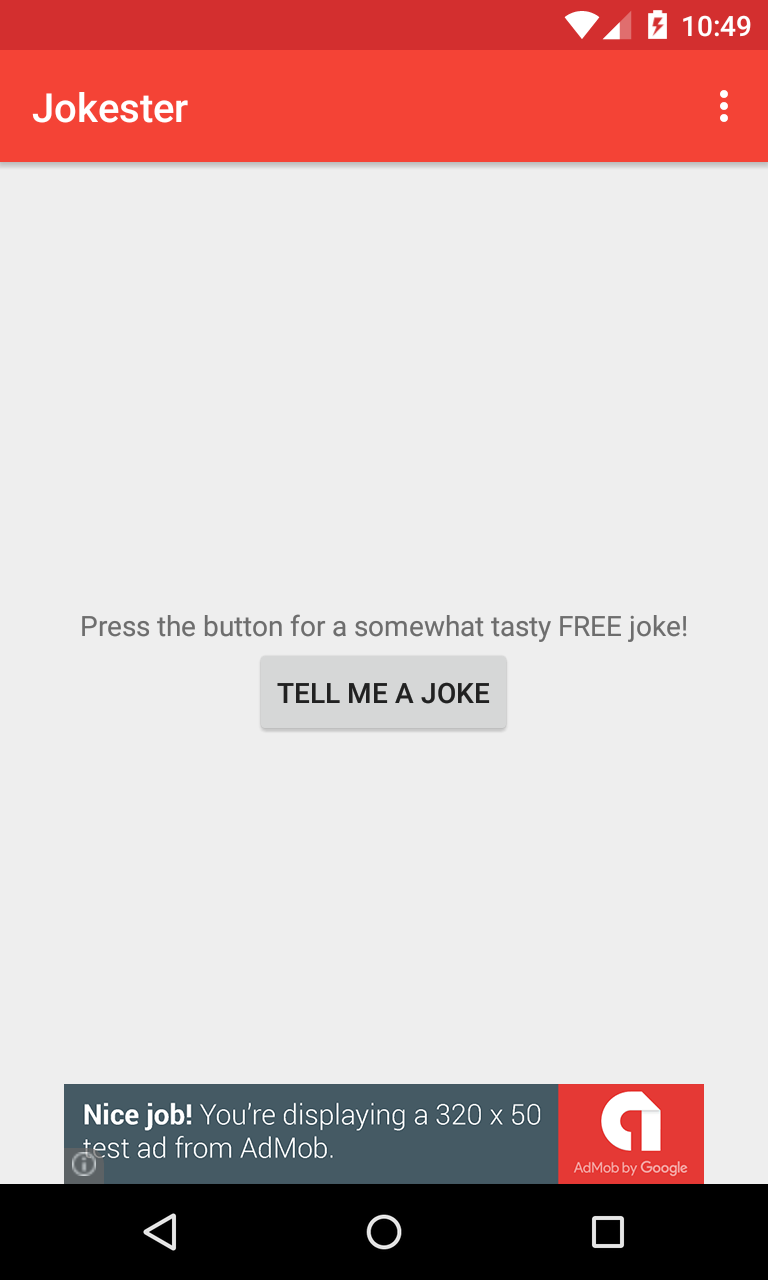 10:49
Jokester
Press the button for a somewhat tasty FREE joke!
TELL ME A JOKE
Nice job! You're displaying a 320 x 50
test ad from AdMob.
AdMob by Google